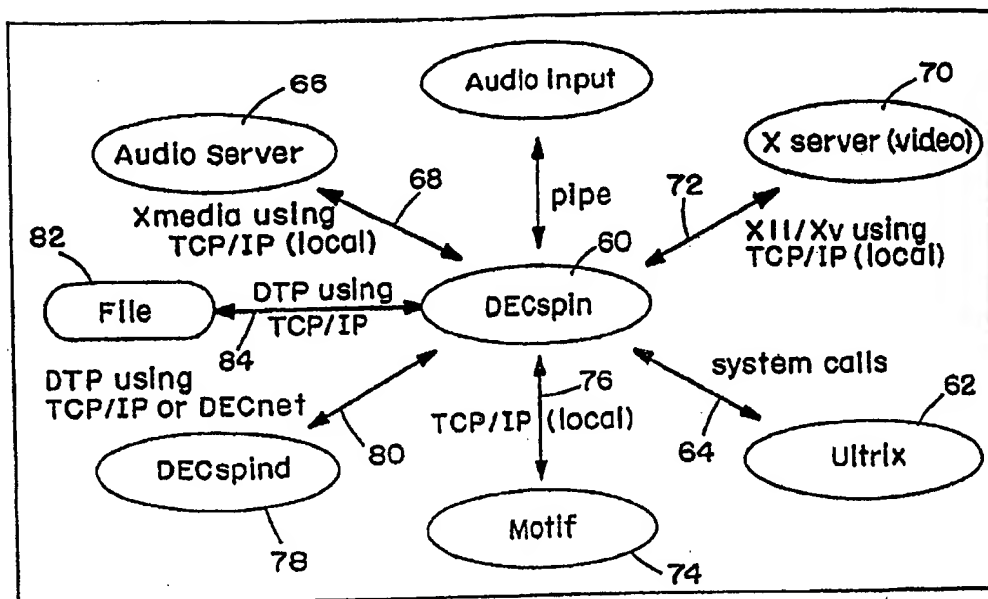 Audio Input
66
70
Audio Server
X server (video)
68
72
pipe
Xmedia using
TCP/IP (local)
X11/Xv using
TCP/IP (local)
82
60
File
DTP using
TCP/IP
DECspin
84
DTP using
TCP/IP or DECnet
76
system calls
62
TCP/IP (local)
80
64
DECspind
Ultrix
Motif
78
74